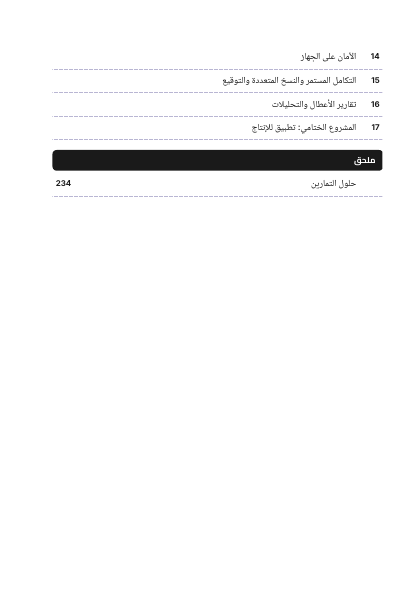 14 الأمان على الجهاز
15 التكامل المستمر والنسخ المتعددة والتوقيع
16 تقارير الأعطال والتحليلات
17 المشروع الختامي: تطبيق للإنتاج
ملحق
حلول التمارين 234